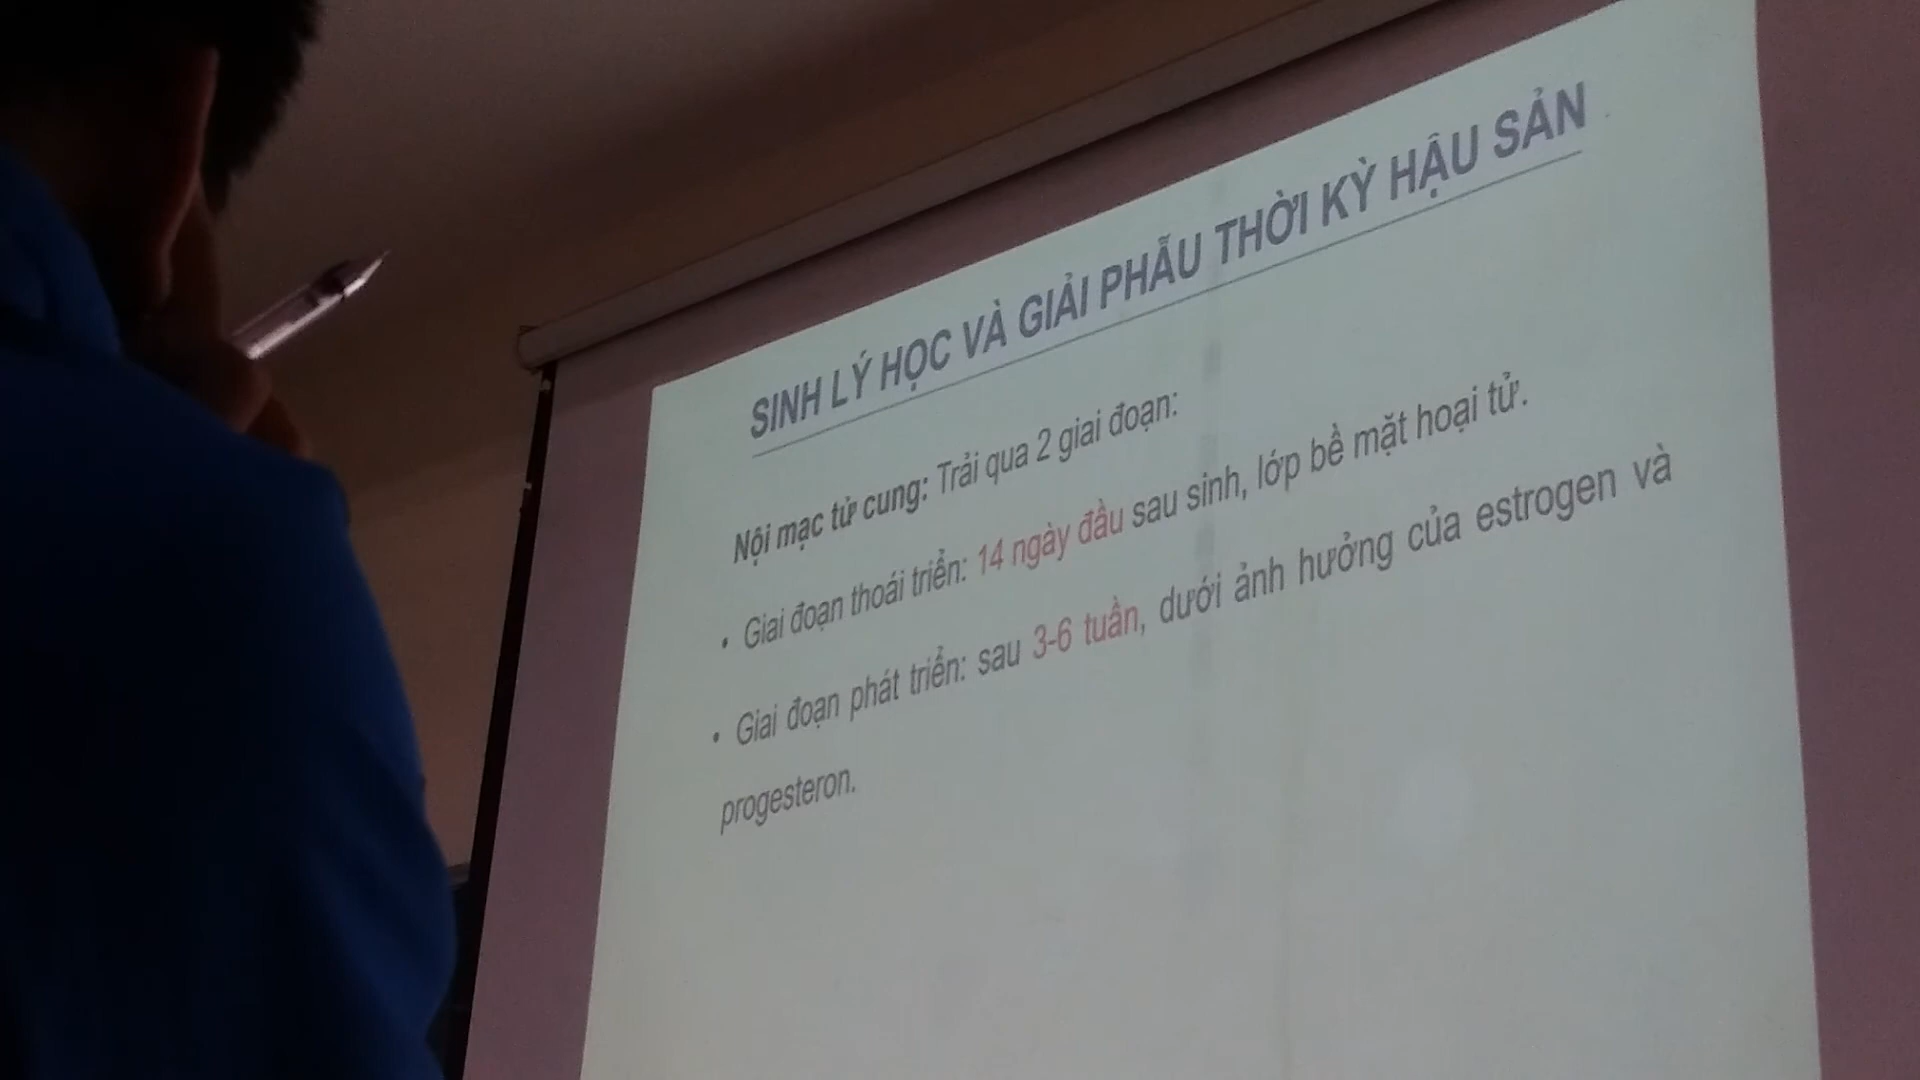 SINH LÝ HỌC VÀ GIẢI PHẪU THỜI KỲ HẬU SẢN
Nội mạc tử cung: Trải qua 2 giai đoạn:
• Giai đoạn thoái triển: 14 ngày đầu sau sinh, lớp bề mặt hoại tử.
• Giai đoạn phát triển: sau 3-6 tuần, dưới ảnh hưởng của estrogen và
progesteron.